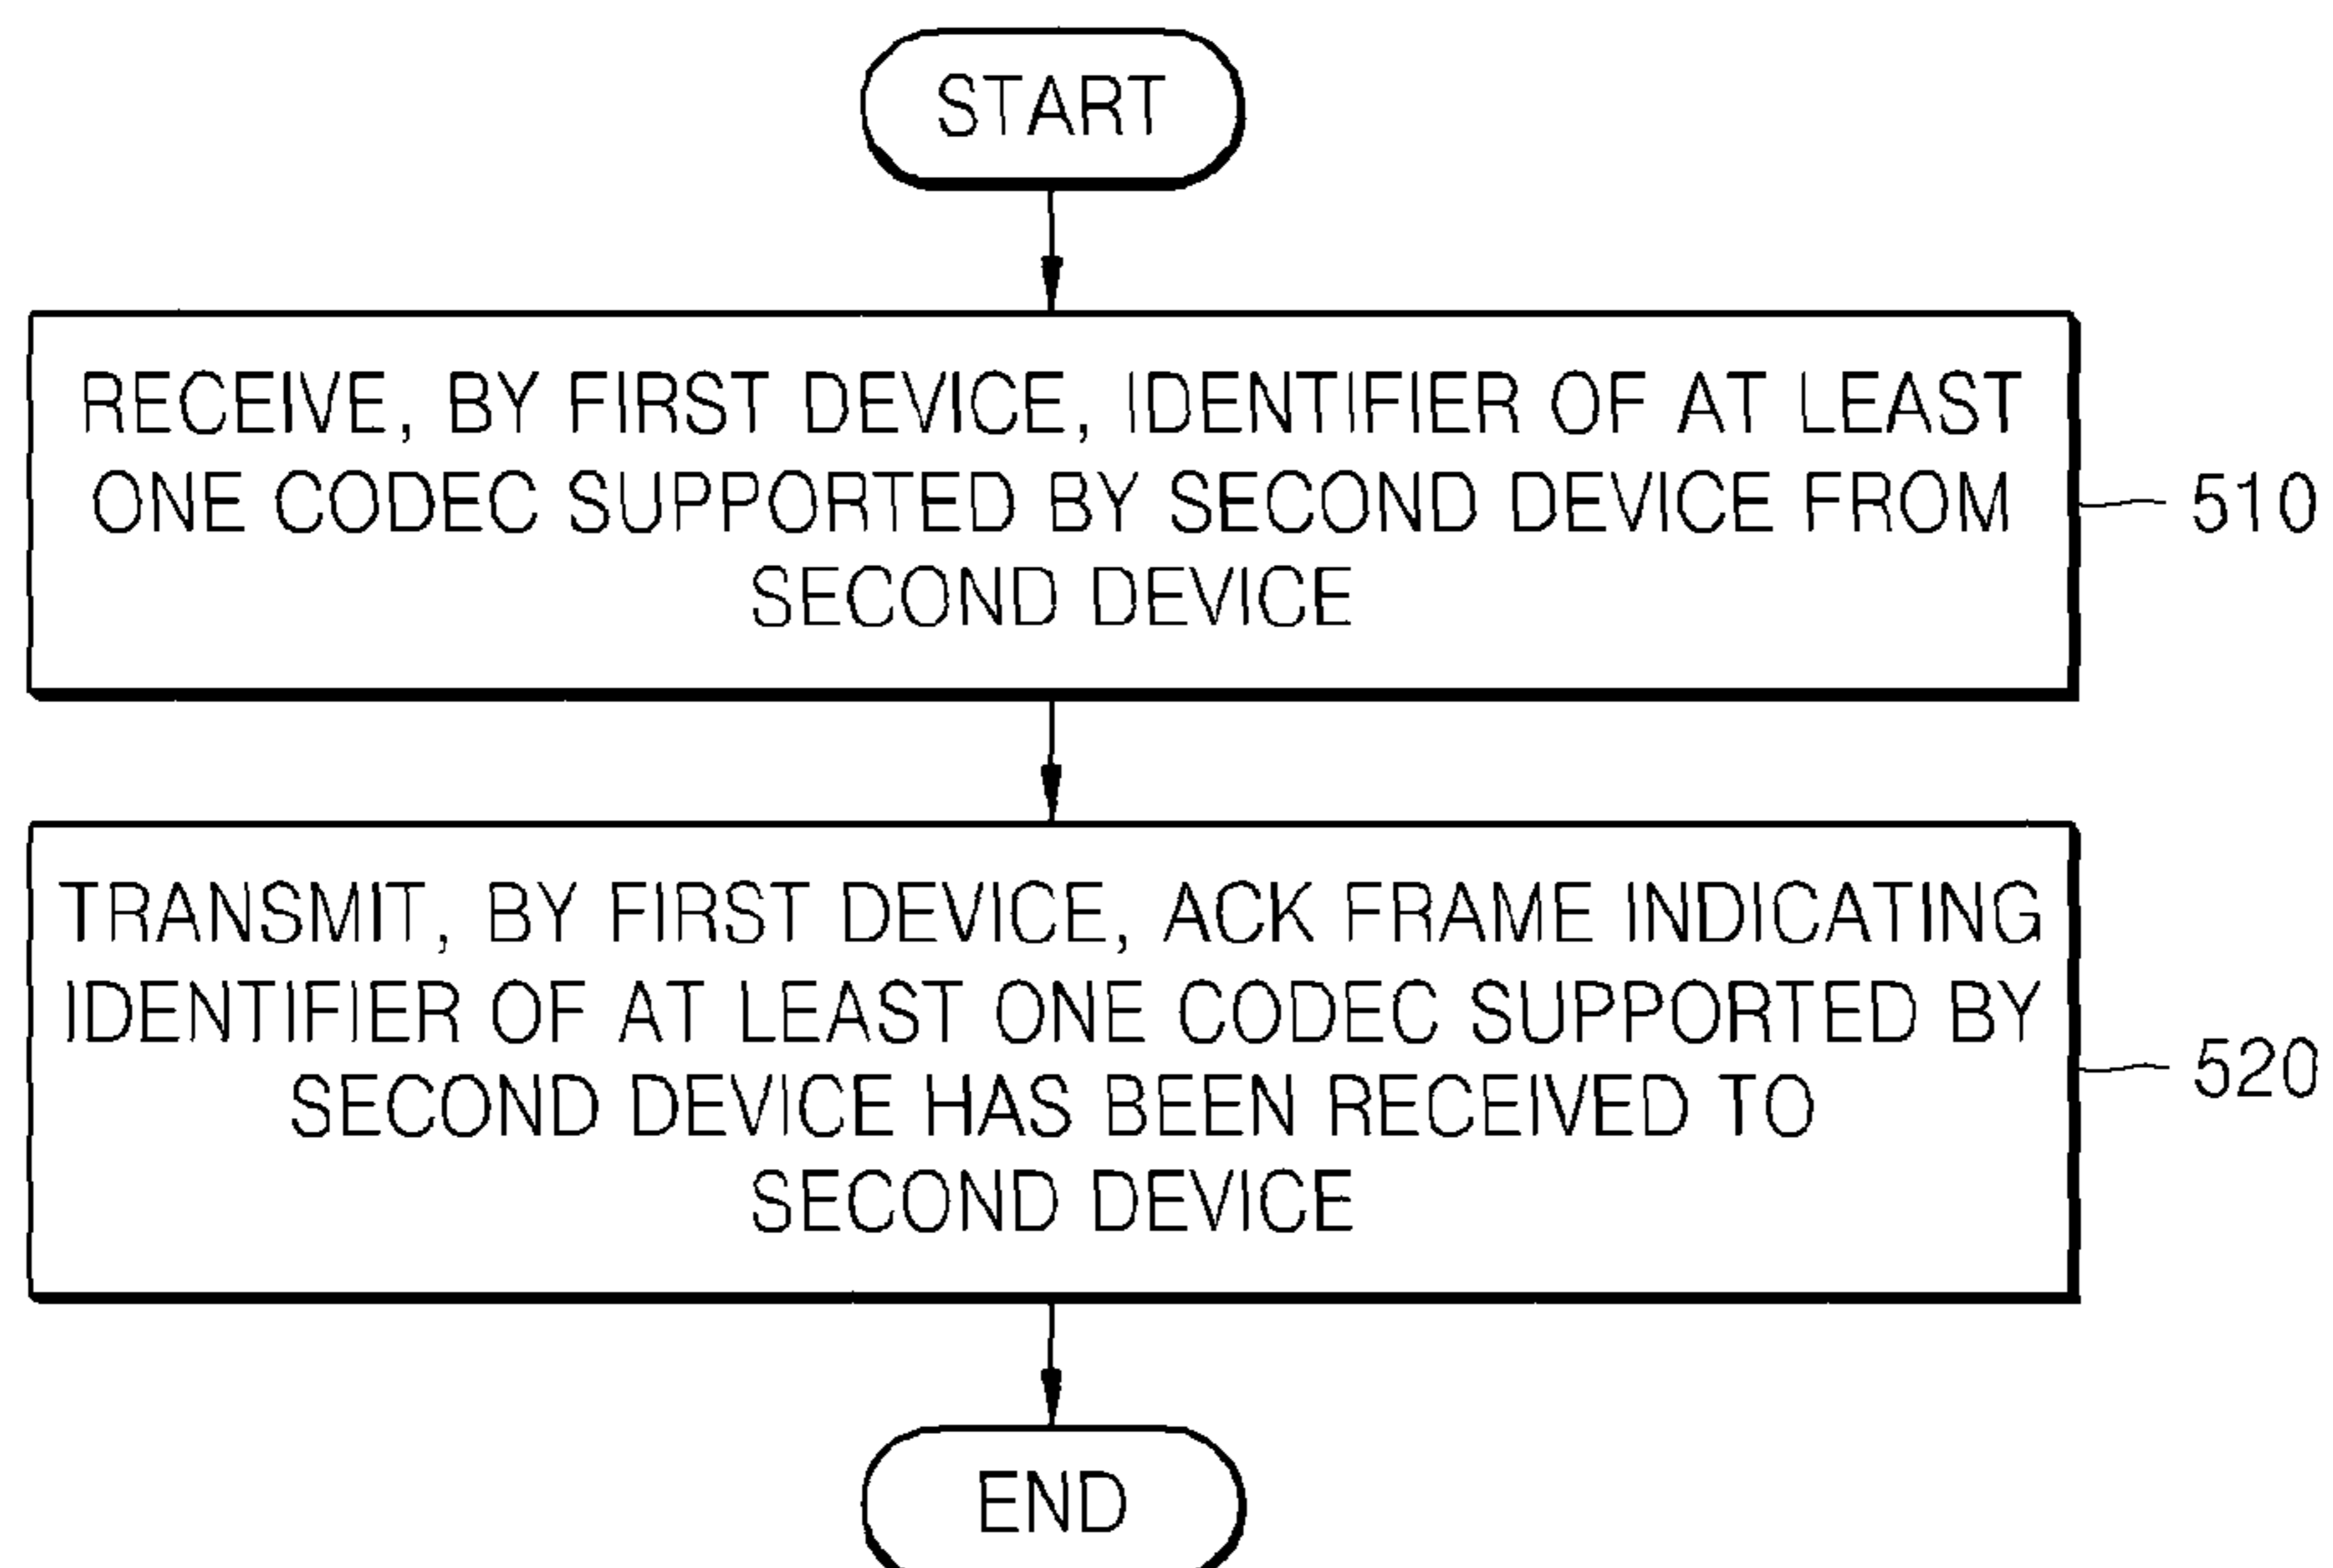 START
RECEIVE, BY FIRST DEVICE, IDENTIFIER OF AT LEAST
ONE CODEC SUPPORTED BY SECOND DEVICE FROM
SECOND DEVICE
510
TRANSMIT, BY FIRST DEVICE, ACK FRAME INDICATING
IDENTIFIER OF AT LEAST ONE CODEC SUPPORTED BY
SECOND DEVICE HAS BEEN RECEIVED TO
SECOND DEVICE
520
END